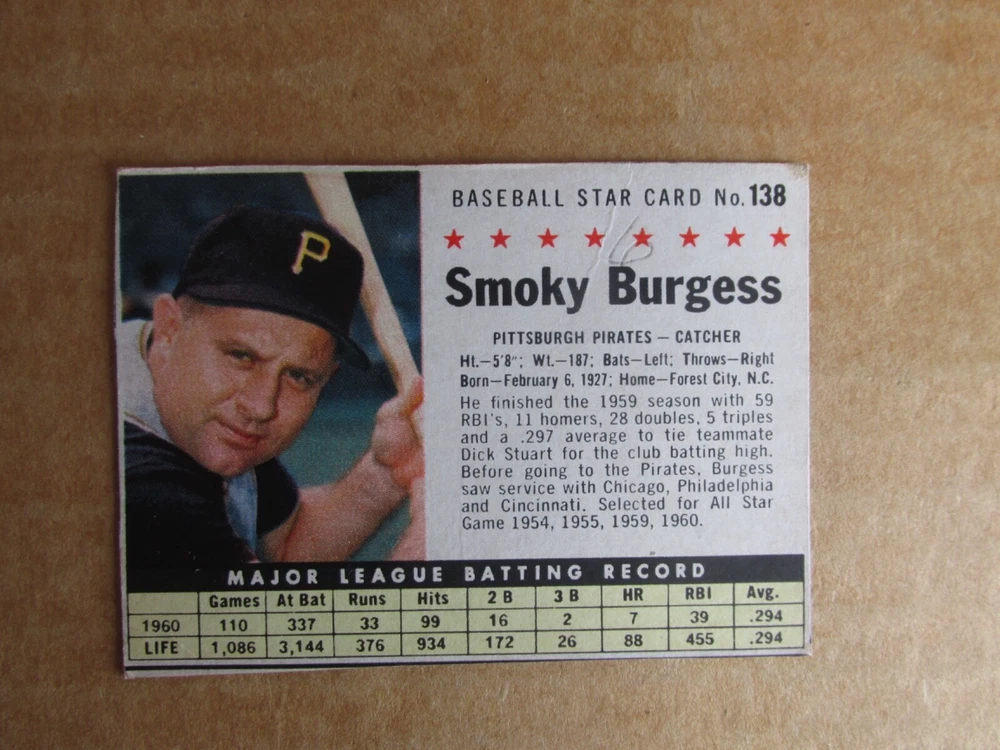 P
BASEBALL STAR CARD No. 138
Smoky Burgess
PITTSBURGH PIRATES — CATCHER
Ht.—5'8"; Wt.—187; Bats—Left; Throws—Right
Born—February 6, 1927; Home—Forest City, N.C.
He finished the 1959 season with 59
RBI's, 11 homers, 28 doubles, 5 triples
and a .297 average to tie teammate
Dick Stuart for the club batting high.
Before going to the Pirates, Burgess
saw service with Chicago, Philadelphia
and Cincinnati. Selected for All Star
Game 1954, 1955, 1959, 1960.
MAJOR LEAGUE BATTING RECORD
Games At Bat Runs Hits 2 B 3 B HR RBI Avg.
1960 110 337 33 99 16 2 7 39 .294
LIFE 1,086 3,144 376 934 172 26 88 455 .294